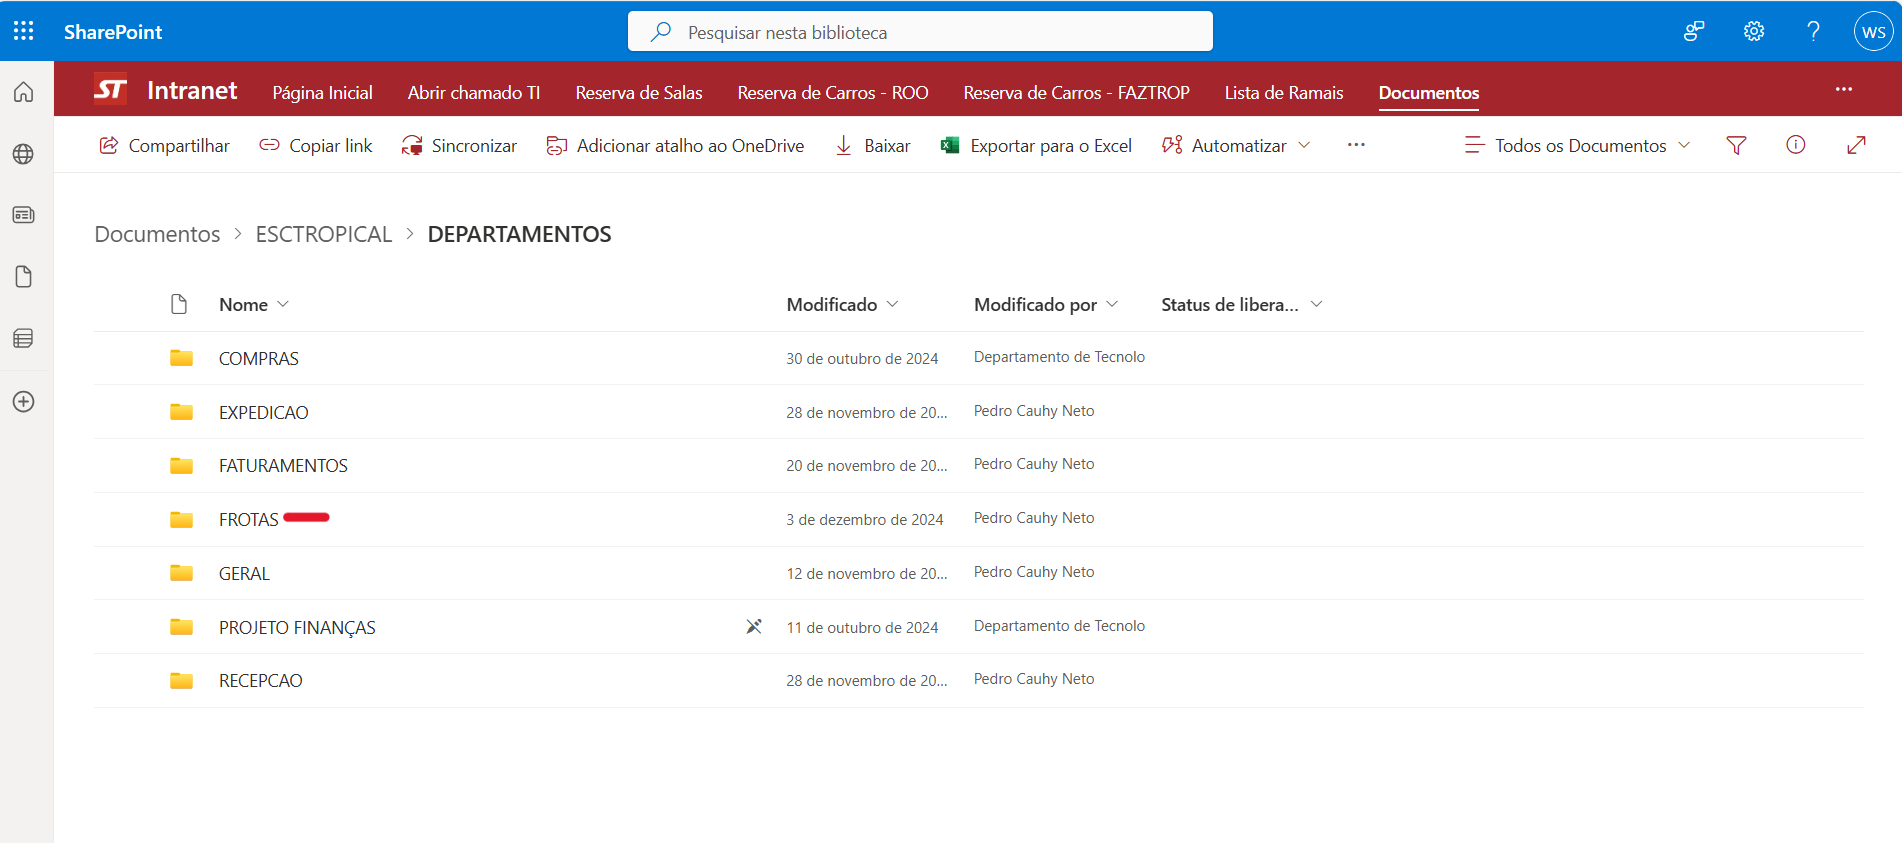 SharePoint
Pesquisar nesta biblioteca
WS
ST Intranet Página Inicial Abrir chamado TI Reserva de Salas Reserva de Carros - ROO Reserva de Carros - FAZTROP Lista de Ramais Documentos ...
Compartilhar Copiar link Sincronizar Adicionar atalho ao OneDrive Baixar Exportar para o Excel Automatizar ... Todos os Documentos
Documentos > ESCTROPICAL > DEPARTAMENTOS
Nome Modificado Modificado por Status de libera...
COMPRAS 30 de outubro de 2024 Departamento de Tecnolo
EXPEDICAO 28 de novembro de 20... Pedro Cauhy Neto
FATURAMENTOS 20 de novembro de 20... Pedro Cauhy Neto
FROTAS 3 de dezembro de 2024 Pedro Cauhy Neto
GERAL 12 de novembro de 20... Pedro Cauhy Neto
PROJETO FINANÇAS 11 de outubro de 2024 Departamento de Tecnolo
RECEPCAO 28 de novembro de 20... Pedro Cauhy Neto